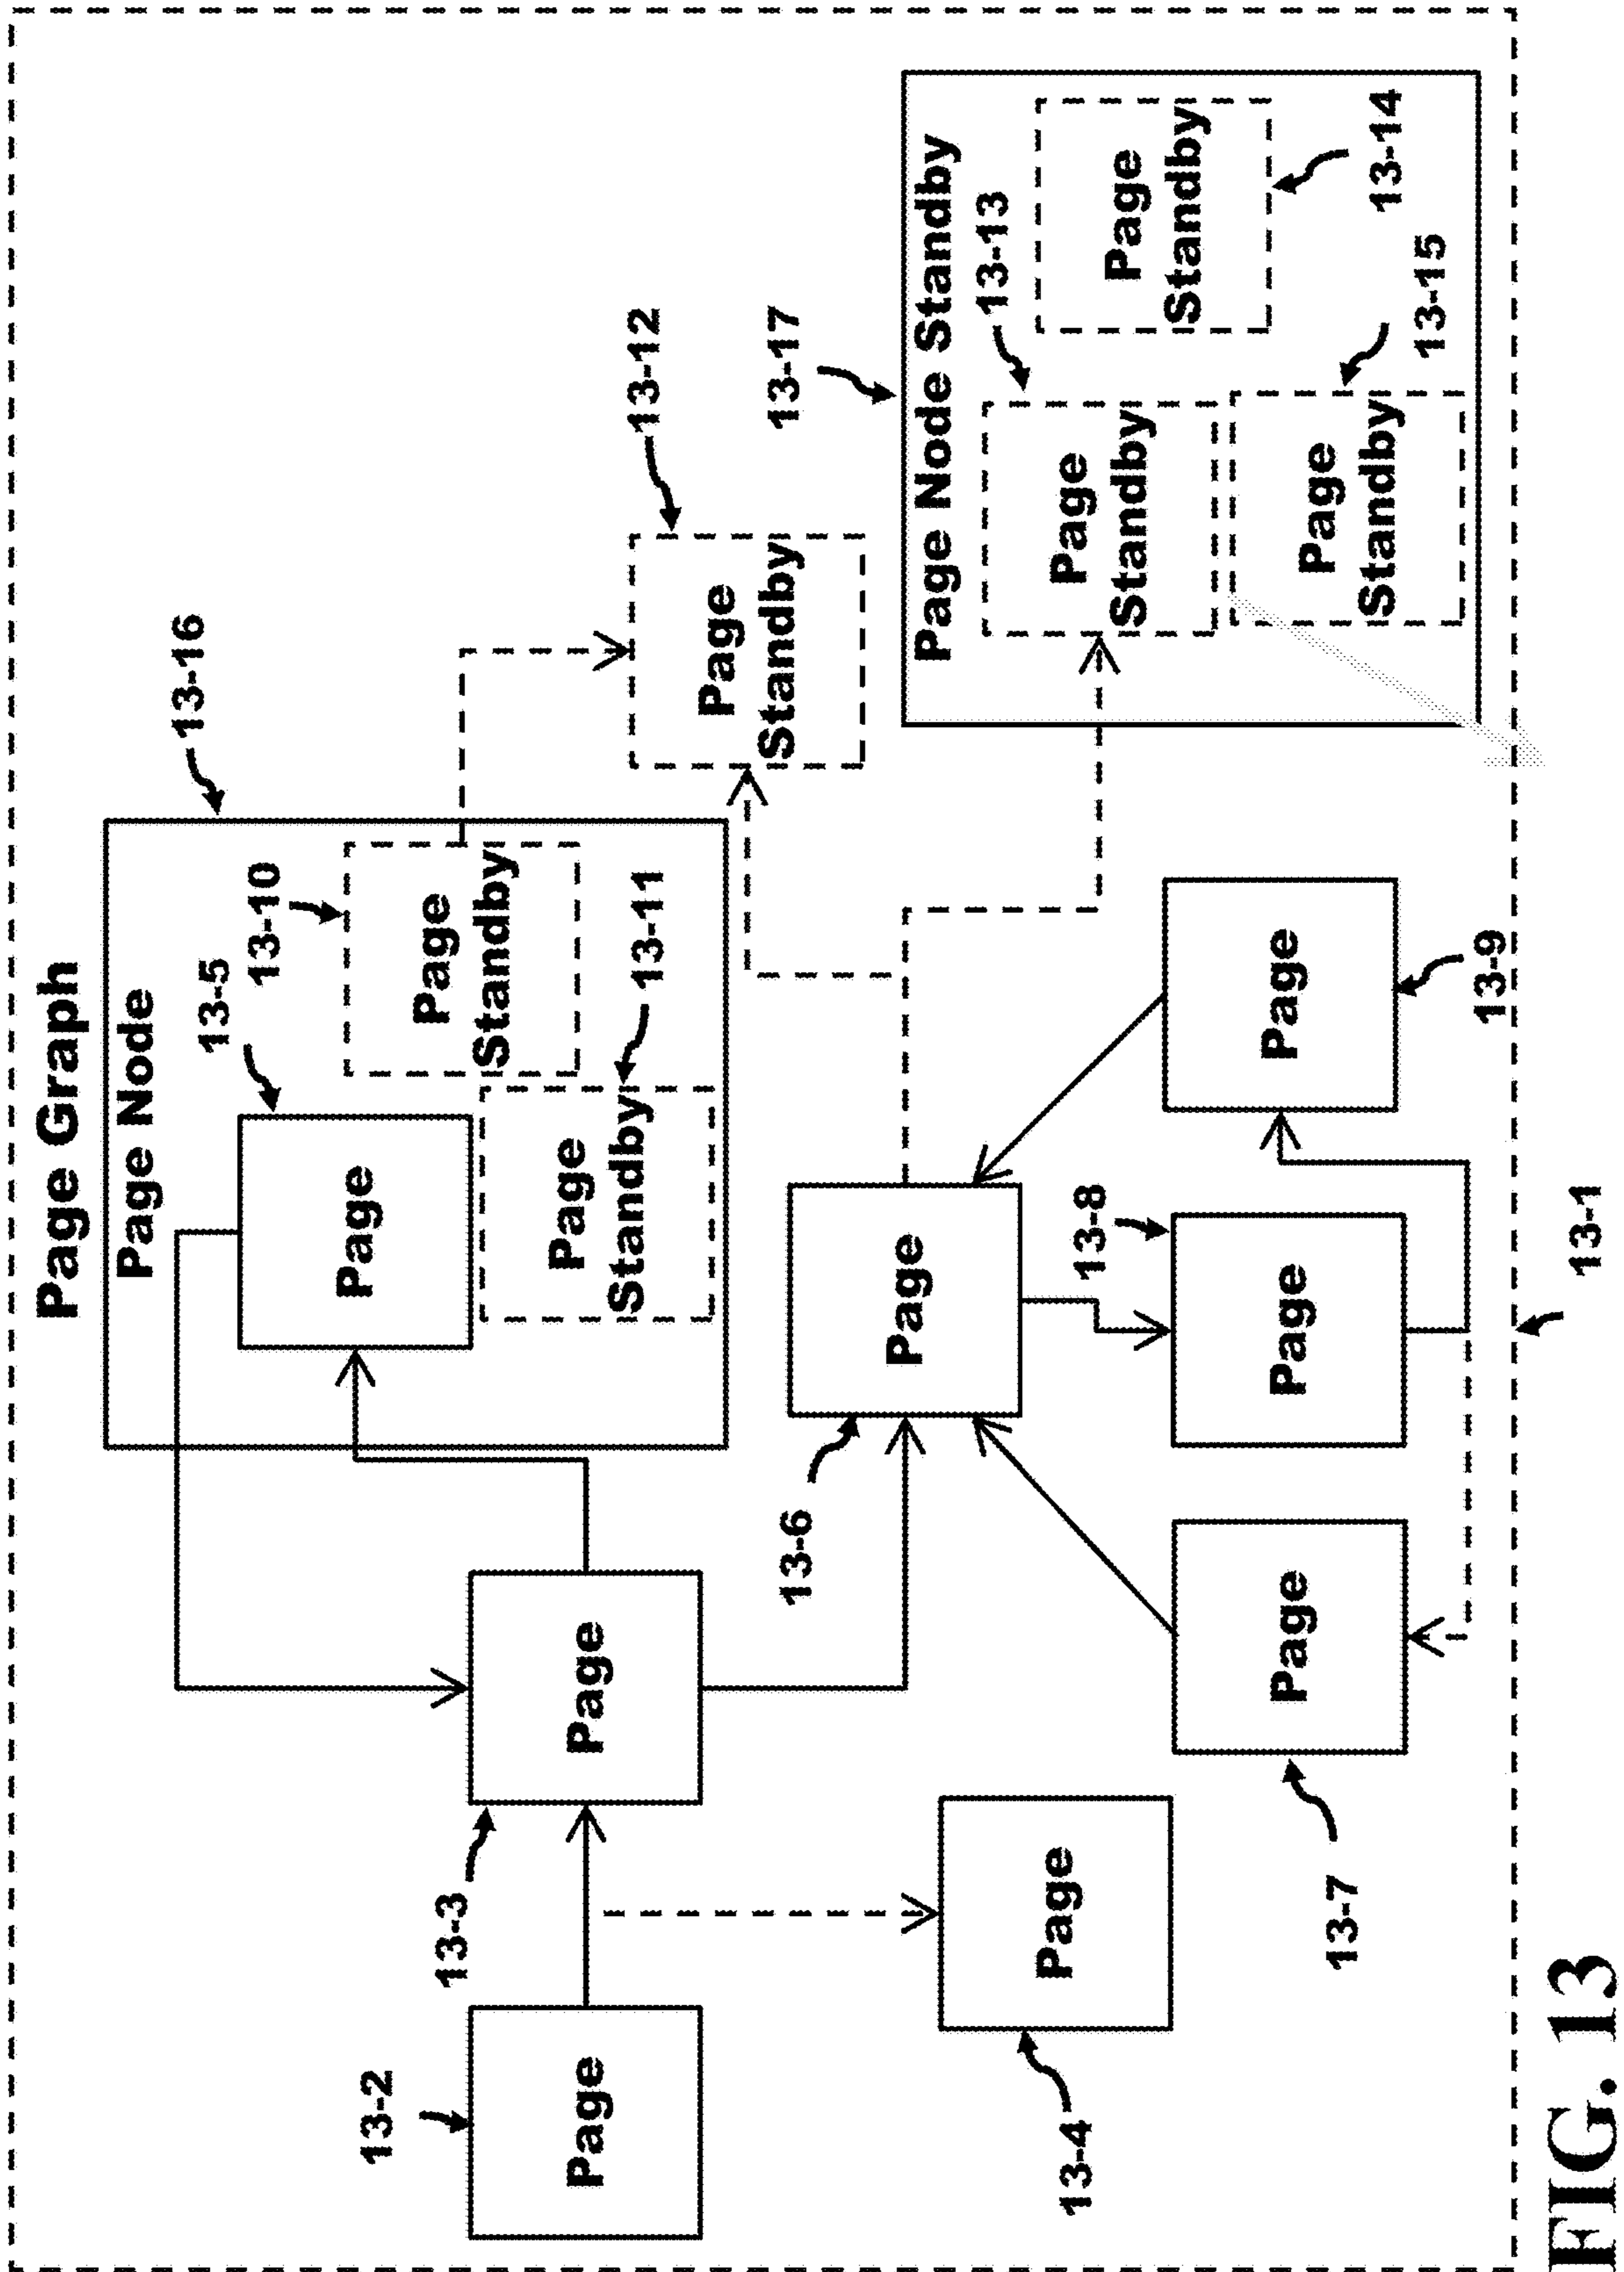 Page Graph
Page Node
13-16
13-5
13-10
Page
Page
Standby
13-11
Page
Standby
13-2
Page
13-3
Page
13-12
Page
Standby
13-17
Page Node Standby
13-13
Page
Standby
Page
Standby
13-14
Page
Standby
13-15
13-6
Page
13-4
Page
13-7
Page
13-8
Page
Page
13-9
13-1
FIG. 13